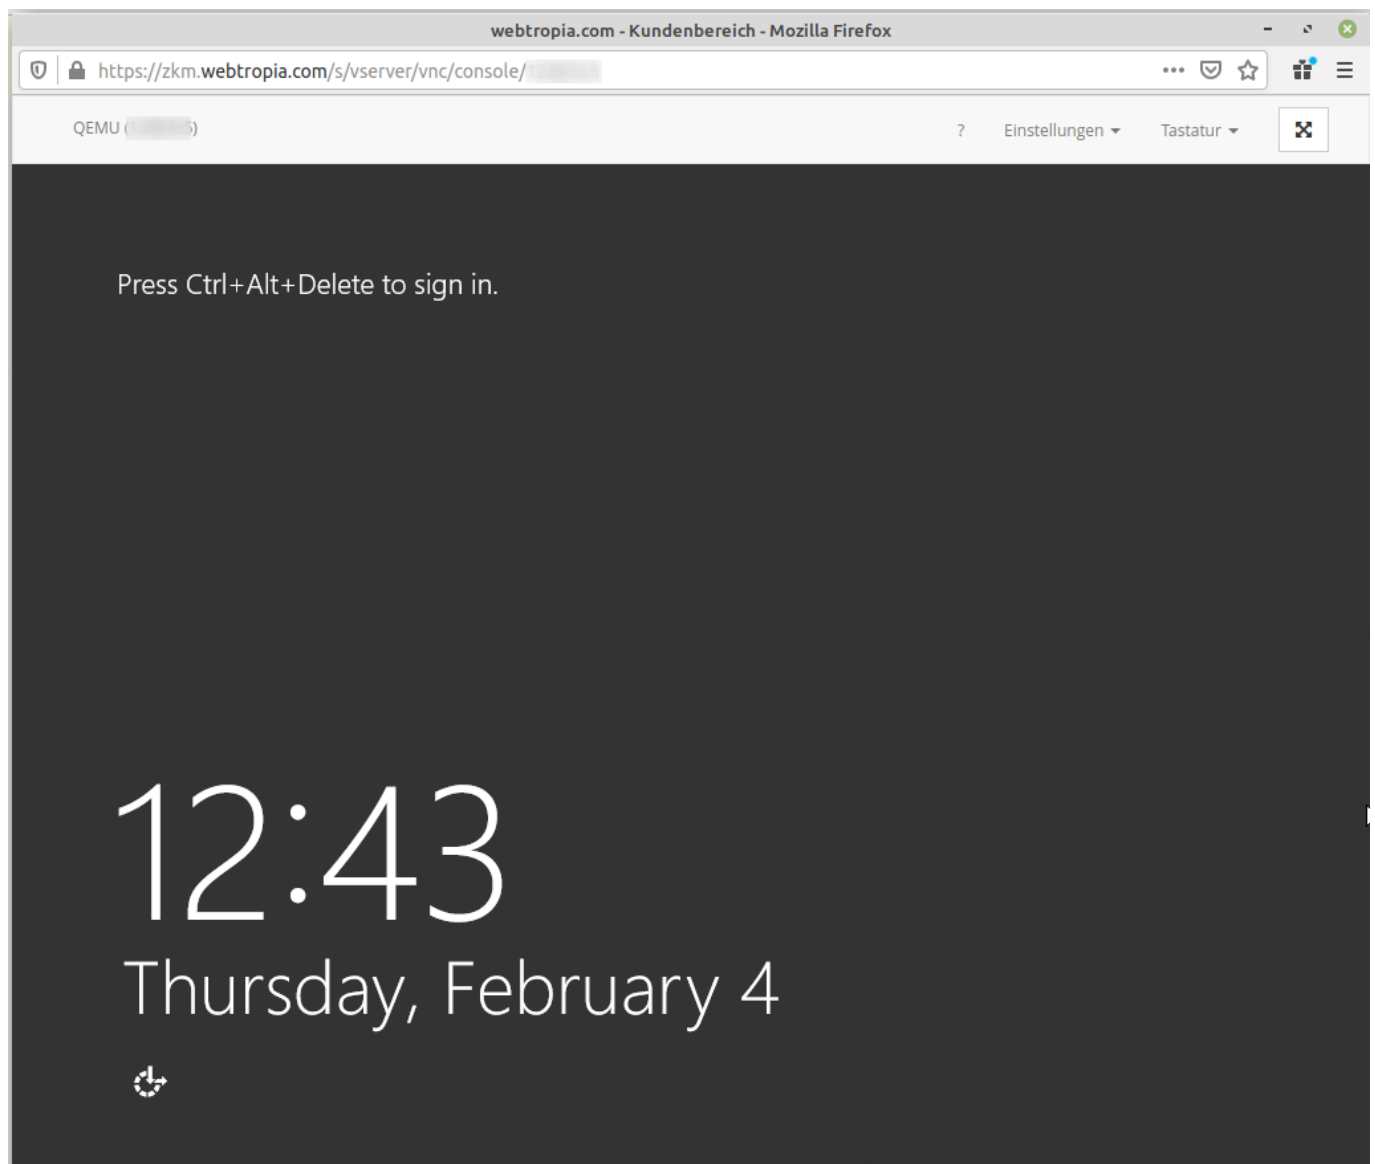 webtropia.com - Kundenbereich - Mozilla Firefox
https://zkm.webtropia.com/s/vserver/vnc/console/
QEMU ( 5) ? Einstellungen Tastatur
Press Ctrl+Alt+Delete to sign in.
12:43
Thursday, February 4